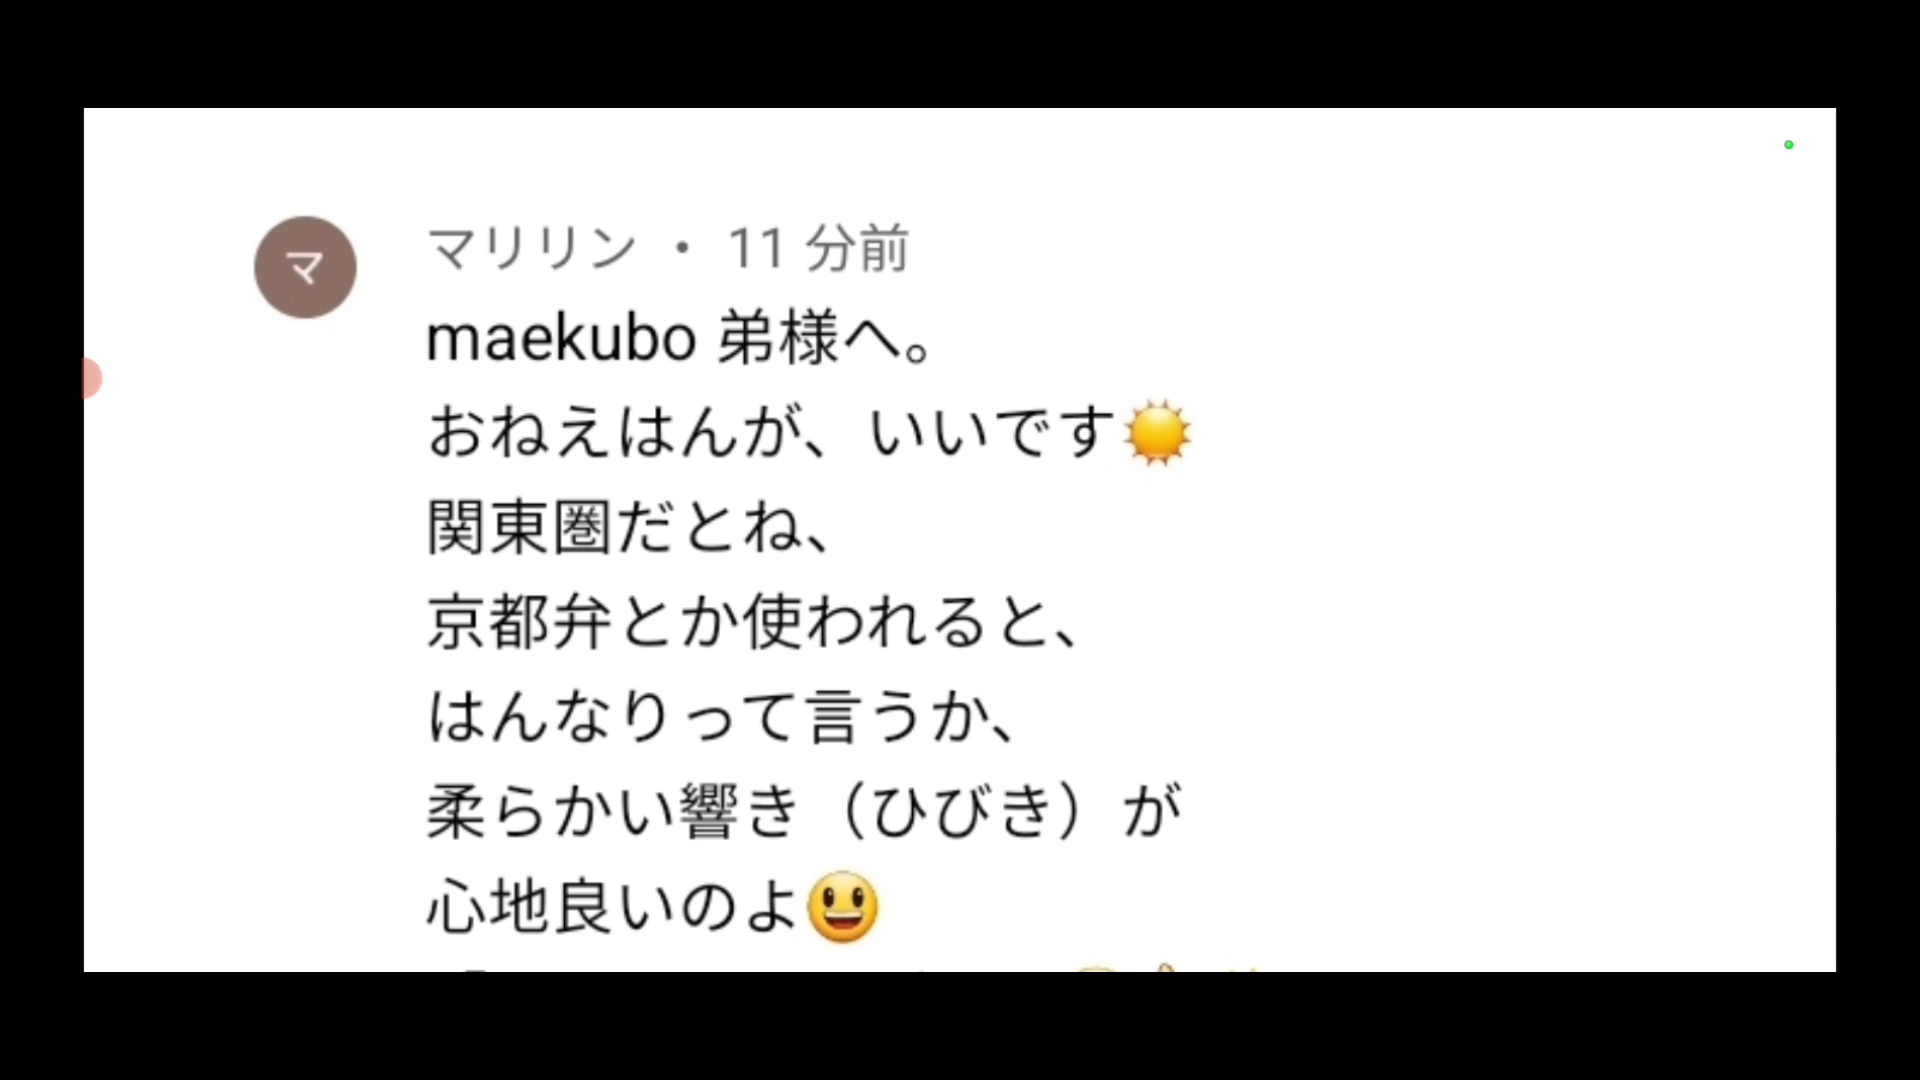 マ
マリリン ・ 11 分前
maekubo 弟様へ。
おねえはんが、いいです☀️
関東圏だとね、
京都弁とか使われると、
はんなりって言うか、
柔らかい響き（ひびき）が
心地良いのよ😃